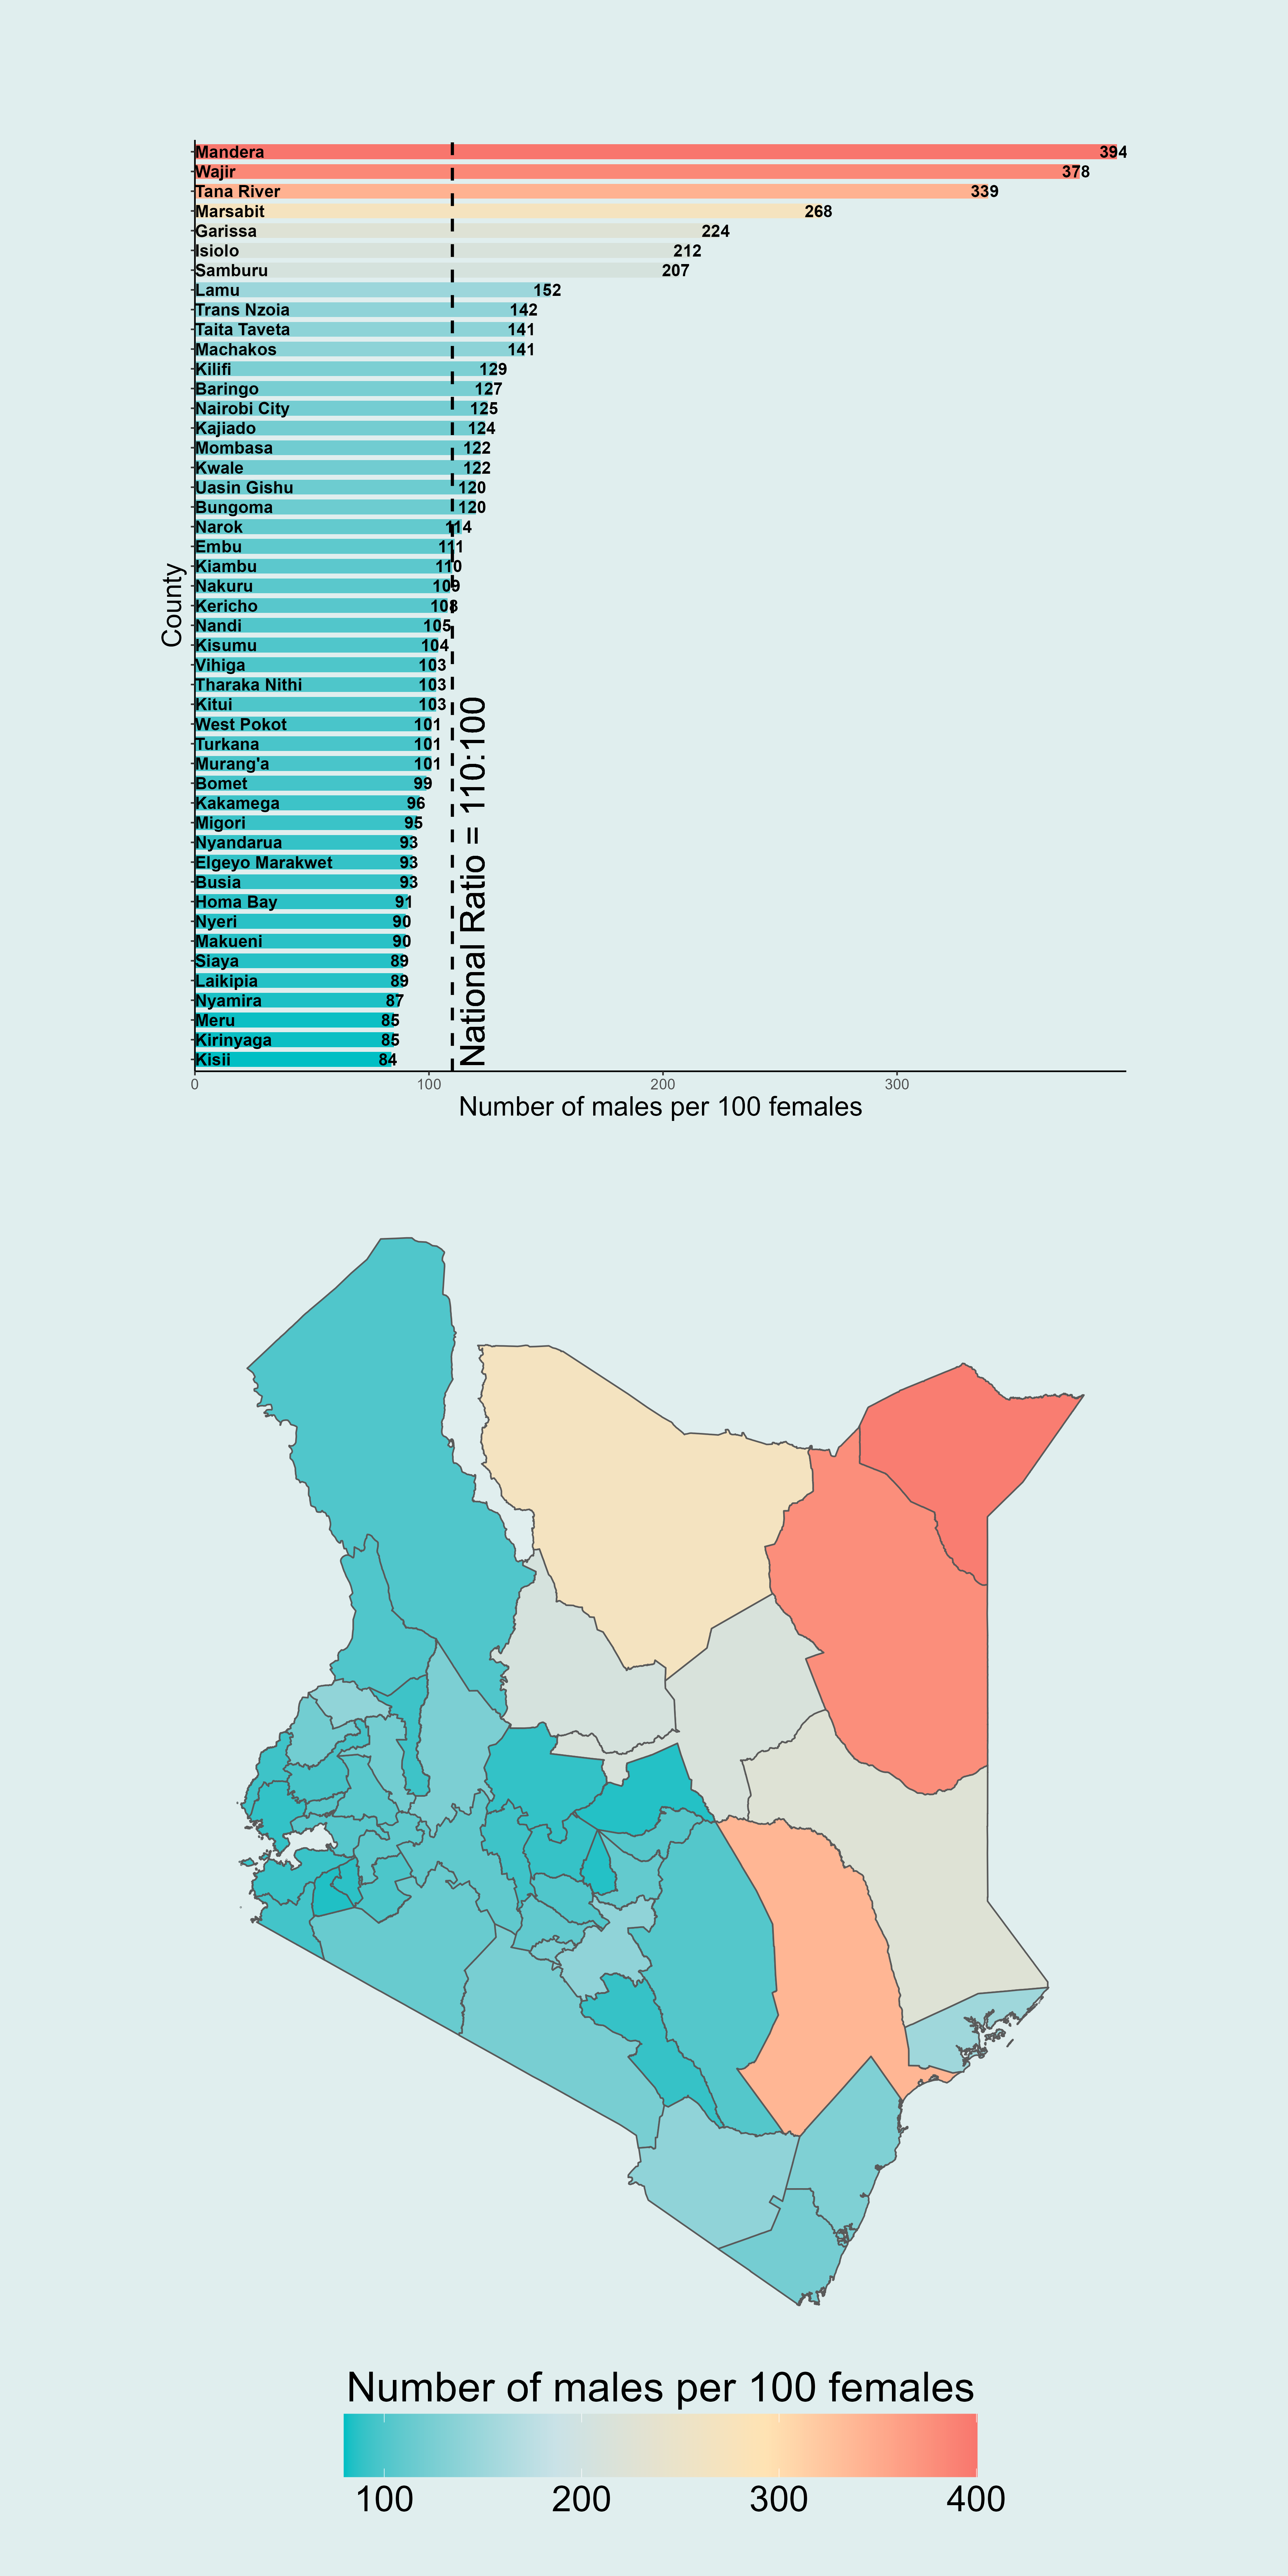 Mandera 394
Wajir 378
Tana River 339
Marsabit 268
Garissa 224
Isiolo 212
Samburu 207
Lamu 152
Trans Nzoia 142
Taita Taveta 141
Machakos 141
Kilifi 129
Baringo 127
Nairobi City 125
Kajiado 124
Mombasa 122
Kwale 122
Uasin Gishu 120
Bungoma 120
Narok 114
Embu 111
Kiambu 110
Nakuru 109
Kericho 108
Nandi 105
Kisumu 104
Vihiga 103
Tharaka Nithi 103
Kitui 103
West Pokot 101
Turkana 101
Murang'a 101
Bomet 99
Kakamega 96
Migori 95
Nyandarua 93
Elgeyo Marakwet 93
Busia 93
Homa Bay 91
Nyeri 90
Makueni 90
Siaya 89
Laikipia 89
Nyamira 87
Meru 85
Kirinyaga 85
Kisii 84
County
National Ratio = 110:100
0 100 200 300
Number of males per 100 females
Number of males per 100 females
100 200 300 400